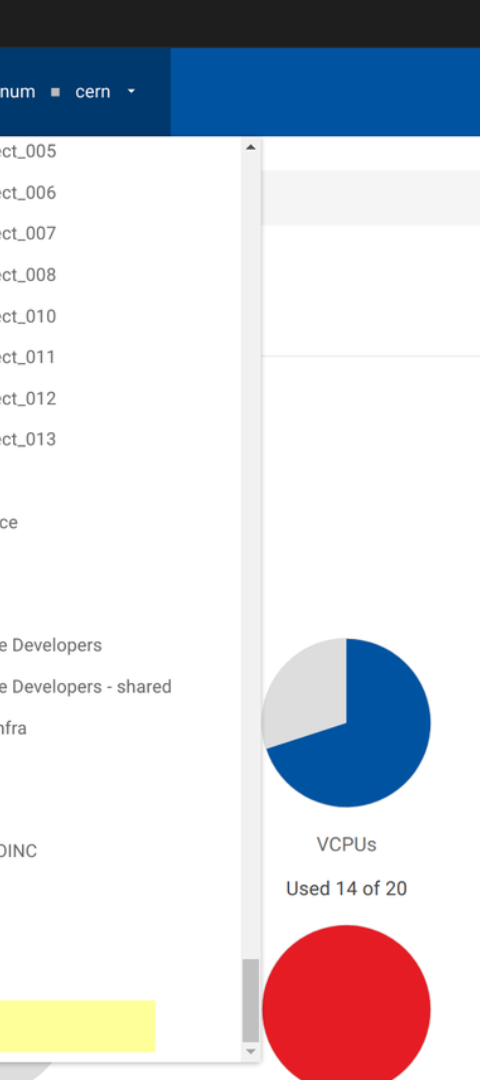 num ■ cern
ect_005
ect_006
ect_007
ect_008
ect_010
ect_011
ect_012
ect_013
ce
e Developers
e Developers - shared
nfra
OINC
VCPUs
Used 14 of 20